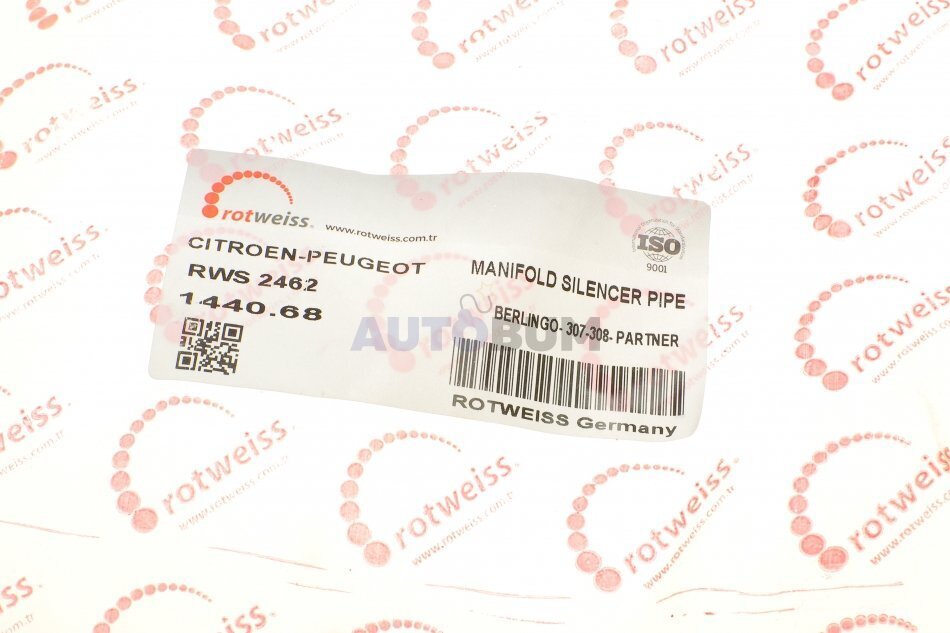 rotweiss.
www.rotweiss.com.tr
CITROEN-PEUGEOT
RWS 2462
1440.68
ISO
9001
MANIFOLD SILENCER PIPE
BERLINGO-307-308-PARTNER
ROTWEISS Germany
AUTOBUM
rotweiss
www.rotweiss.com.tr